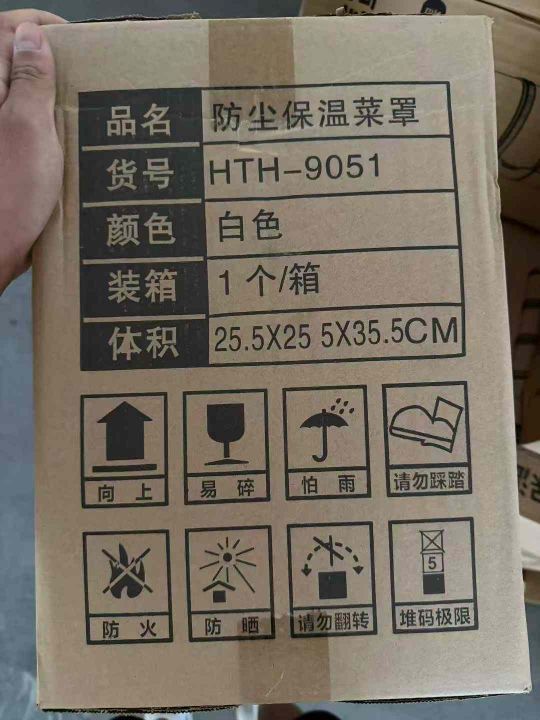 品名 防尘保温菜罩
货号 HTH-9051
颜色 白色
装箱 1个/箱
体积 25.5X25 5X35.5CM
向上 易碎 怕雨 请勿踩踏
5
防火 防晒 请勿翻转 堆码极限